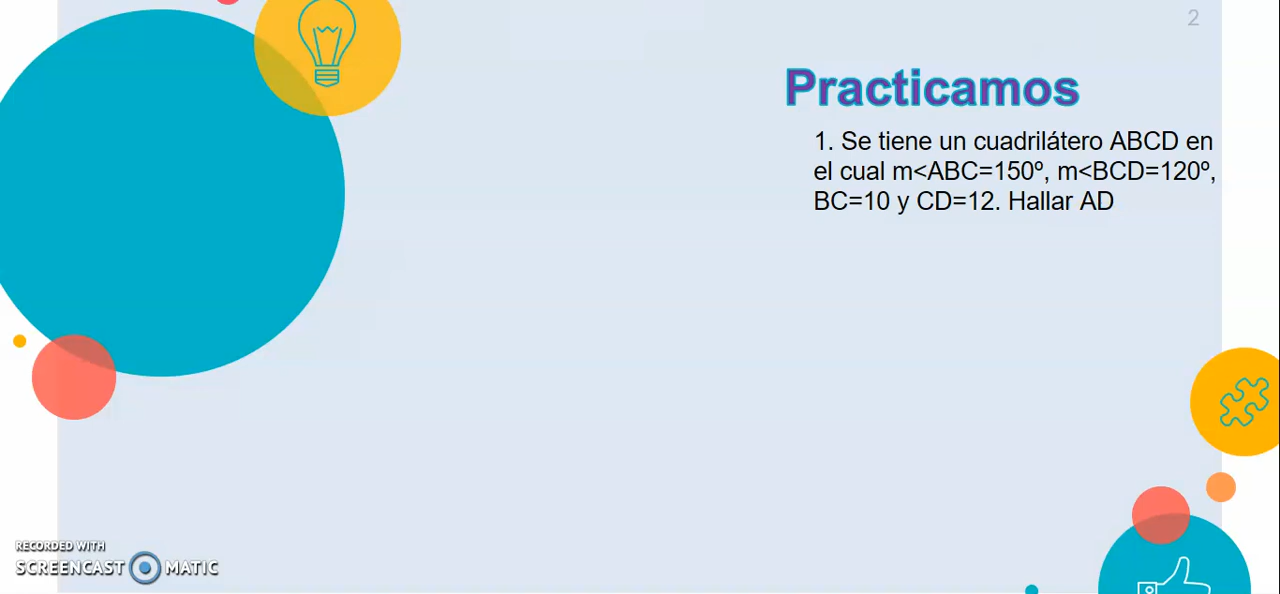 2
Practicamos
1. Se tiene un cuadrilátero ABCD en
el cual m<ABC=150º, m<BCD=120º,
BC=10 y CD=12. Hallar AD
RECORDED WITH
SCREENCAST MATIC